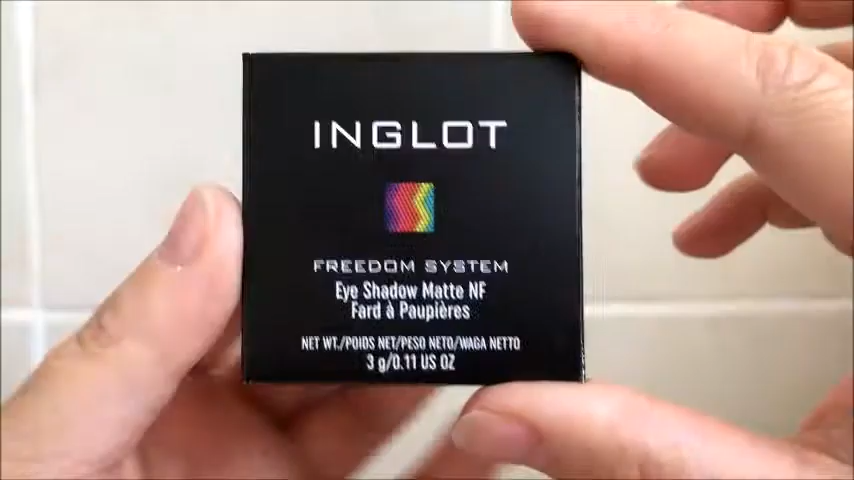 INGLOT
FREEDOM SYSTEM
Eye Shadow Matte NF
Fard à Paupières
NET WT./POIDS NET/PESO NETO/WAGA NETTO
3 g/0.11 US OZ